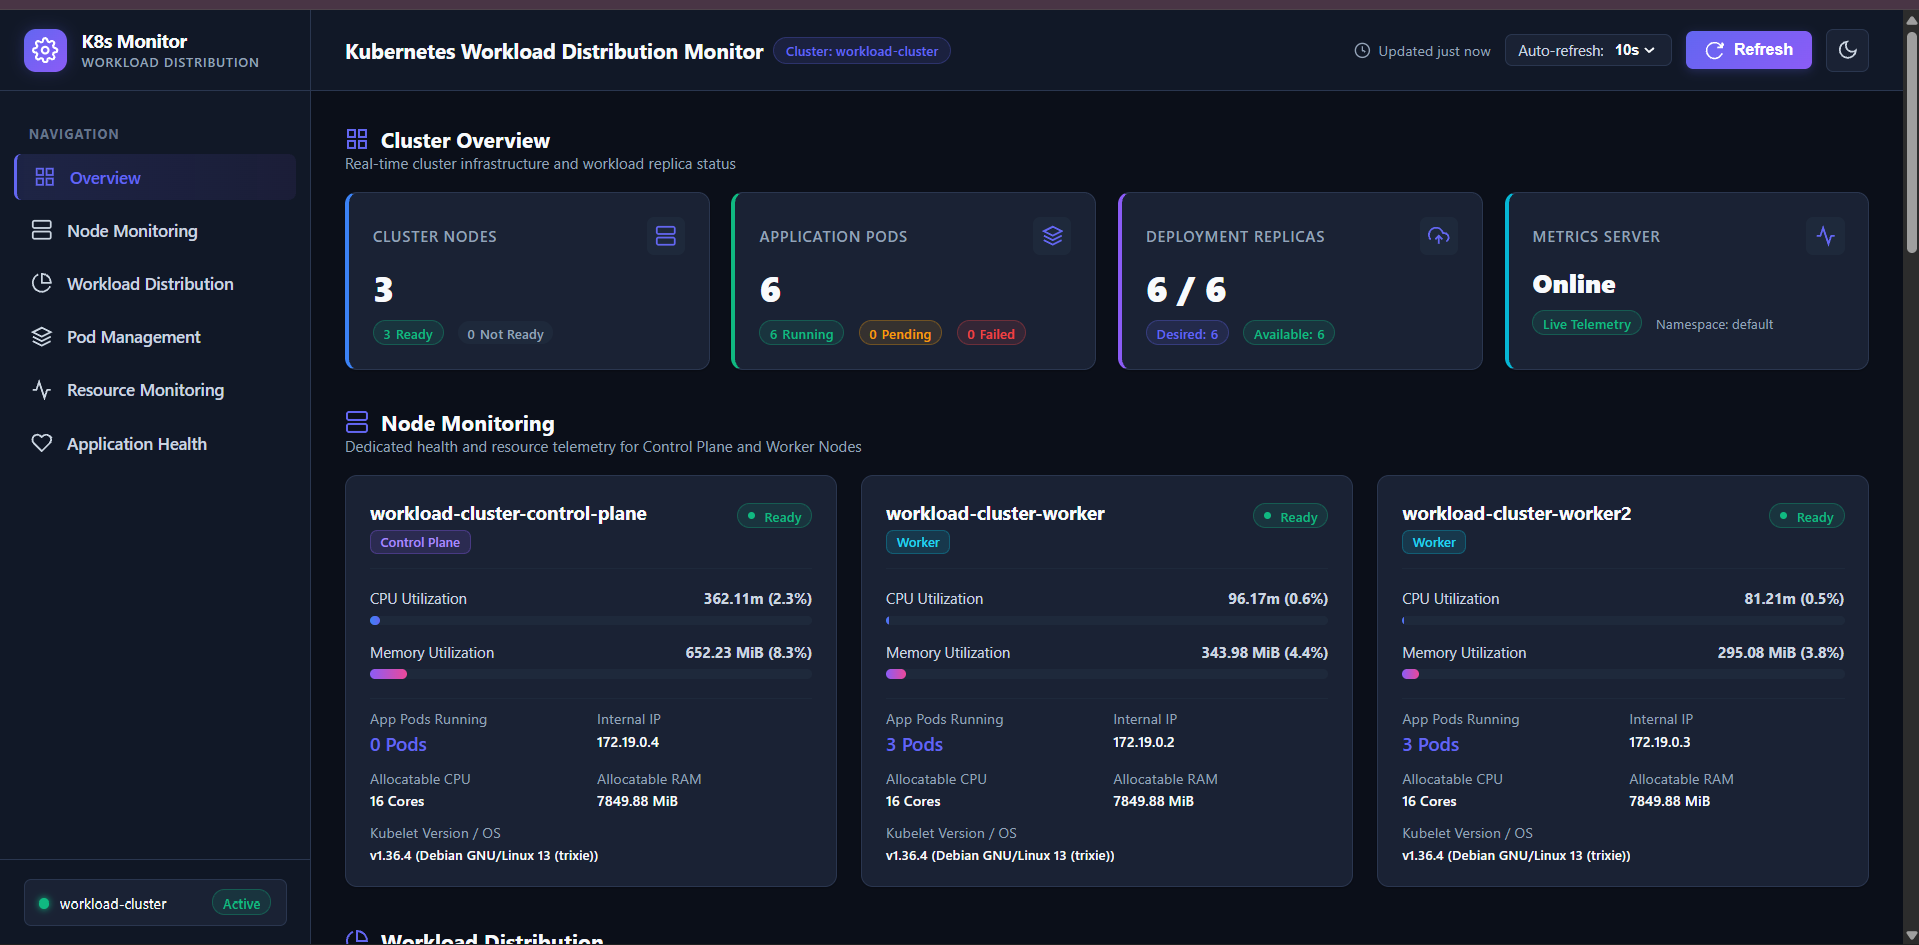 K8s Monitor
WORKLOAD DISTRIBUTION
NAVIGATION
Overview
Node Monitoring
Workload Distribution
Pod Management
Resource Monitoring
Application Health
workload-cluster
Active
Kubernetes Workload Distribution Monitor
Cluster: workload-cluster
Updated just now
Auto-refresh: 10s
Refresh
Cluster Overview
Real-time cluster infrastructure and workload replica status
CLUSTER NODES
3
3 Ready
0 Not Ready
APPLICATION PODS
6
6 Running
0 Pending
0 Failed
DEPLOYMENT REPLICAS
6 / 6
Desired: 6
Available: 6
METRICS SERVER
Online
Live Telemetry
Namespace: default
Node Monitoring
Dedicated health and resource telemetry for Control Plane and Worker Nodes
workload-cluster-control-plane
Ready
Control Plane
CPU Utilization
362.11m (2.3%)
Memory Utilization
652.23 MiB (8.3%)
App Pods Running
0 Pods
Internal IP
172.19.0.4
Allocatable CPU
16 Cores
Allocatable RAM
7849.88 MiB
Kubelet Version / OS
v1.36.4 (Debian GNU/Linux 13 (trixie))
workload-cluster-worker
Ready
Worker
CPU Utilization
96.17m (0.6%)
Memory Utilization
343.98 MiB (4.4%)
App Pods Running
3 Pods
Internal IP
172.19.0.2
Allocatable CPU
16 Cores
Allocatable RAM
7849.88 MiB
Kubelet Version / OS
v1.36.4 (Debian GNU/Linux 13 (trixie))
workload-cluster-worker2
Ready
Worker
CPU Utilization
81.21m (0.5%)
Memory Utilization
295.08 MiB (3.8%)
App Pods Running
3 Pods
Internal IP
172.19.0.3
Allocatable CPU
16 Cores
Allocatable RAM
7849.88 MiB
Kubelet Version / OS
v1.36.4 (Debian GNU/Linux 13 (trixie))
Workload Distribution